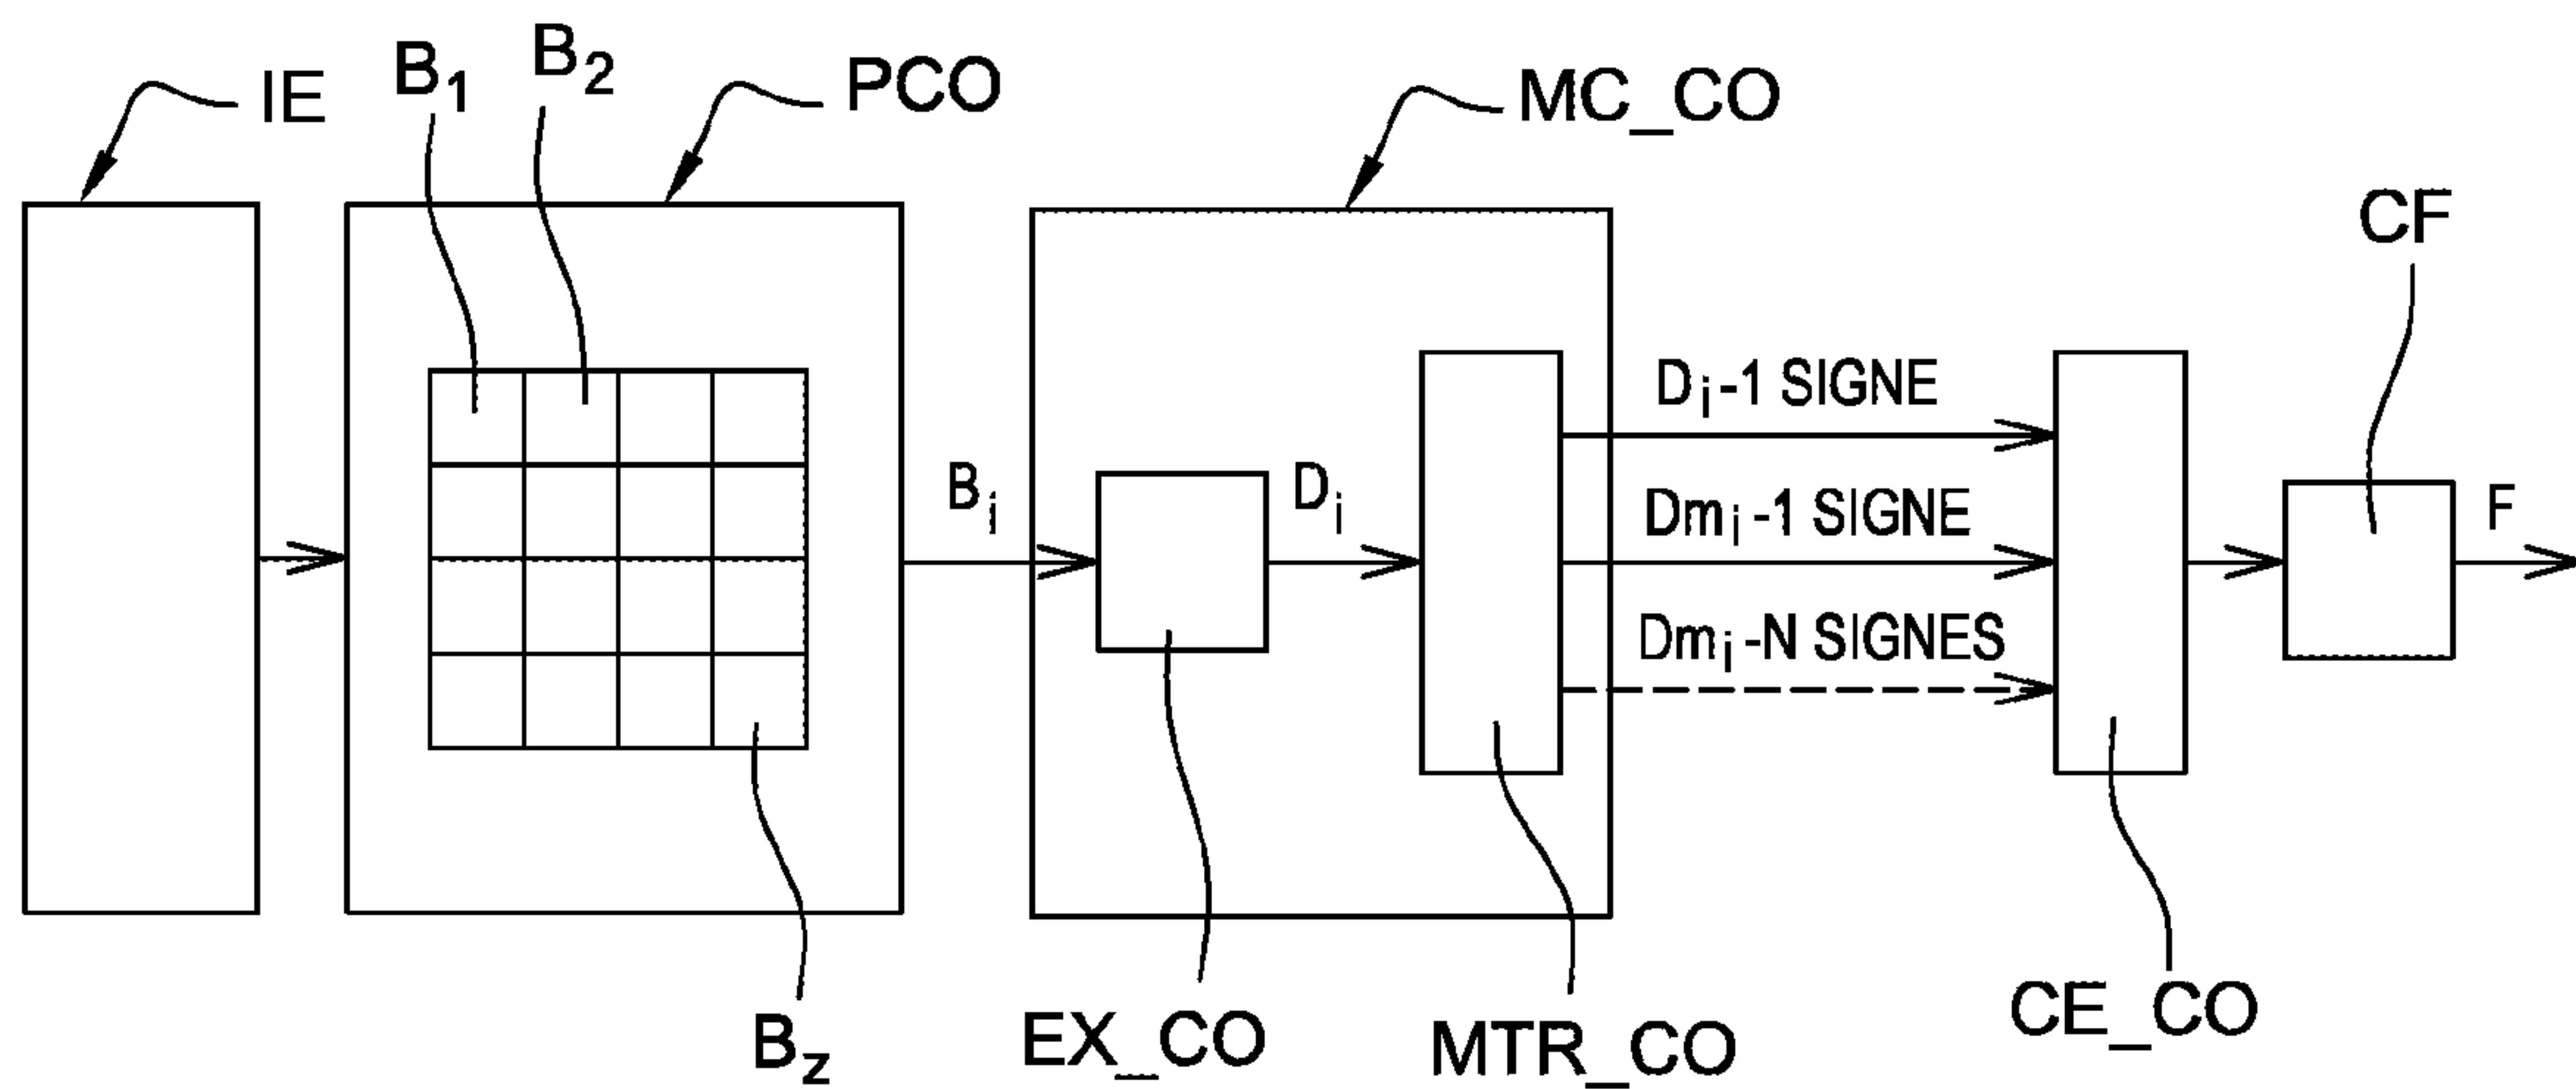 IE
B1
B2
PCO
MC_CO
CF
Di-1 SIGNE
Bi
Di
Dmi-1 SIGNE
F
Dmi-N SIGNES
Bz
EX_CO
MTR_CO
CE_CO